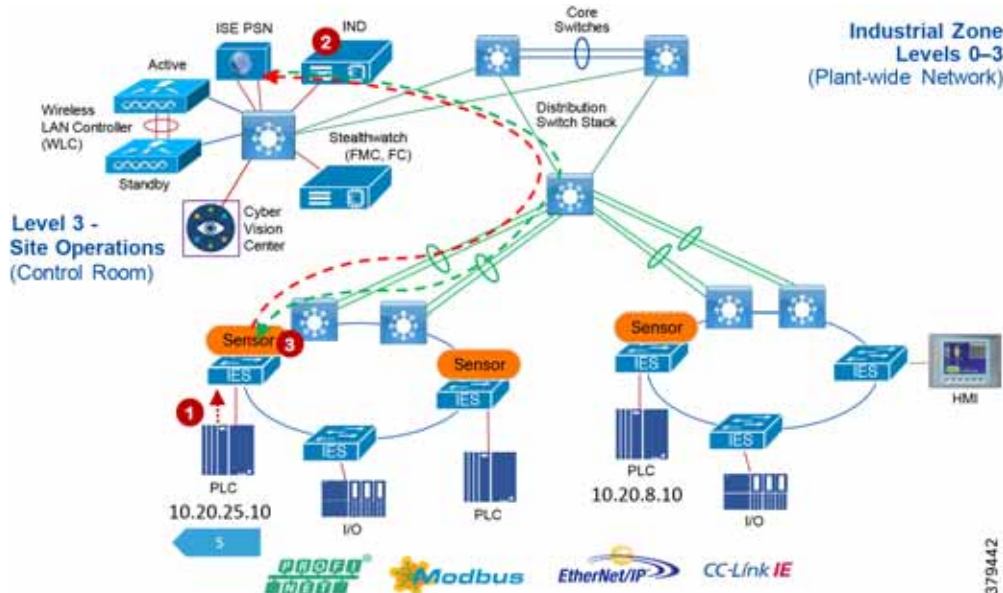 ISE PSN
2
IND
Core
Switches
Industrial Zone
Levels 0–3
(Plant-wide Network)
Active
Wireless
LAN Controller
(WLC)
Standby
Distribution
Switch Stack
Stealthwatch
(FMC, FC)
Cyber
Vision
Center
Level 3 -
Site Operations
(Control Room)
Sensor
3
Sensor
Sensor
IES
IES
IES
IES
HMI
1
IES
IES
PLC
10.20.25.10
I/O
PLC
PLC
10.20.8.10
I/O
5
PROFI
NET
®
Modbus
EtherNet/IP
CC-Link IE
379442